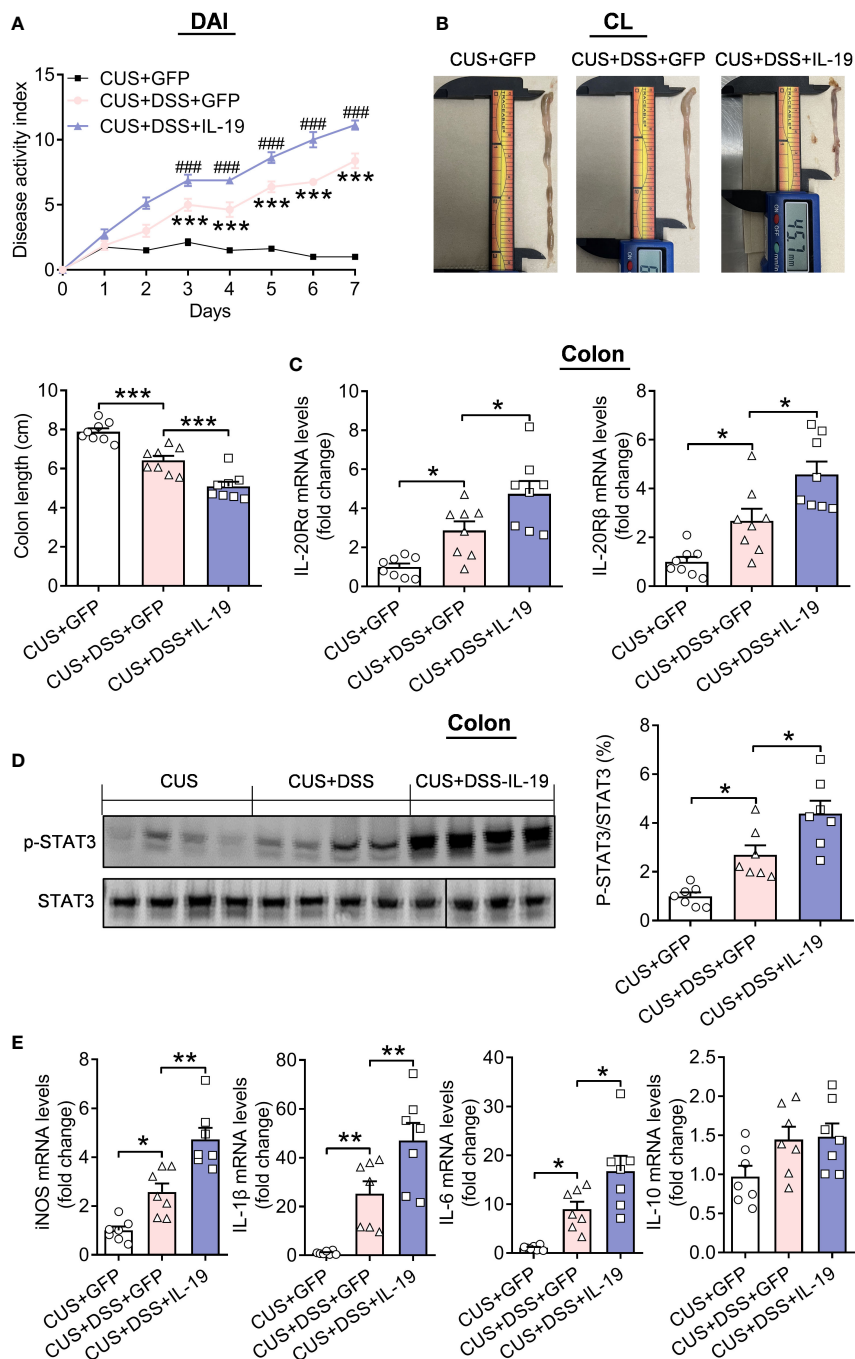 A
DAI
Disease activity index
15
10
5
0
CUS+GFP
CUS+DSS+GFP
CUS+DSS+IL-19
###
###
###
###
###
***
***
***
***
***
0 1 2 3 4 5 6 7
Days
B
CL
CUS+GFP
CUS+DSS+GFP
CUS+DSS+IL-19
TRACEABLE
TRACEABLE
TRACEABLE
ON
ON
OFF
45.7
mm
Colon length (cm)
10
8
6
4
2
0
***
***
CUS+GFP
CUS+DSS+GFP
CUS+DSS+IL-19
C
Colon
IL-20Rα mRNA levels
(fold change)
10
8
6
4
2
0
*
*
CUS+GFP
CUS+DSS+GFP
CUS+DSS+IL-19
IL-20Rβ mRNA levels
(fold change)
8
6
4
2
0
*
*
CUS+GFP
CUS+DSS+GFP
CUS+DSS+IL-19
D
Colon
CUS
CUS+DSS
CUS+DSS-IL-19
p-STAT3
STAT3
P-STAT3/STAT3 (%)
8
6
4
2
0
*
*
CUS+GFP
CUS+DSS+GFP
CUS+DSS+IL-19
E
iNOS mRNA levels
(fold change)
8
6
4
2
0
*
**
CUS+GFP
CUS+DSS+GFP
CUS+DSS+IL-19
IL-1β mRNA levels
(fold change)
80
60
40
20
0
**
**
CUS+GFP
CUS+DSS+GFP
CUS+DSS+IL-19
IL-6 mRNA levels
(fold change)
40
30
20
10
0
*
*
CUS+GFP
CUS+DSS+GFP
CUS+DSS+IL-19
IL-10 mRNA levels
(fold change)
2.5
2.0
1.5
1.0
0.5
0.0
CUS+GFP
CUS+DSS+GFP
CUS+DSS+IL-19